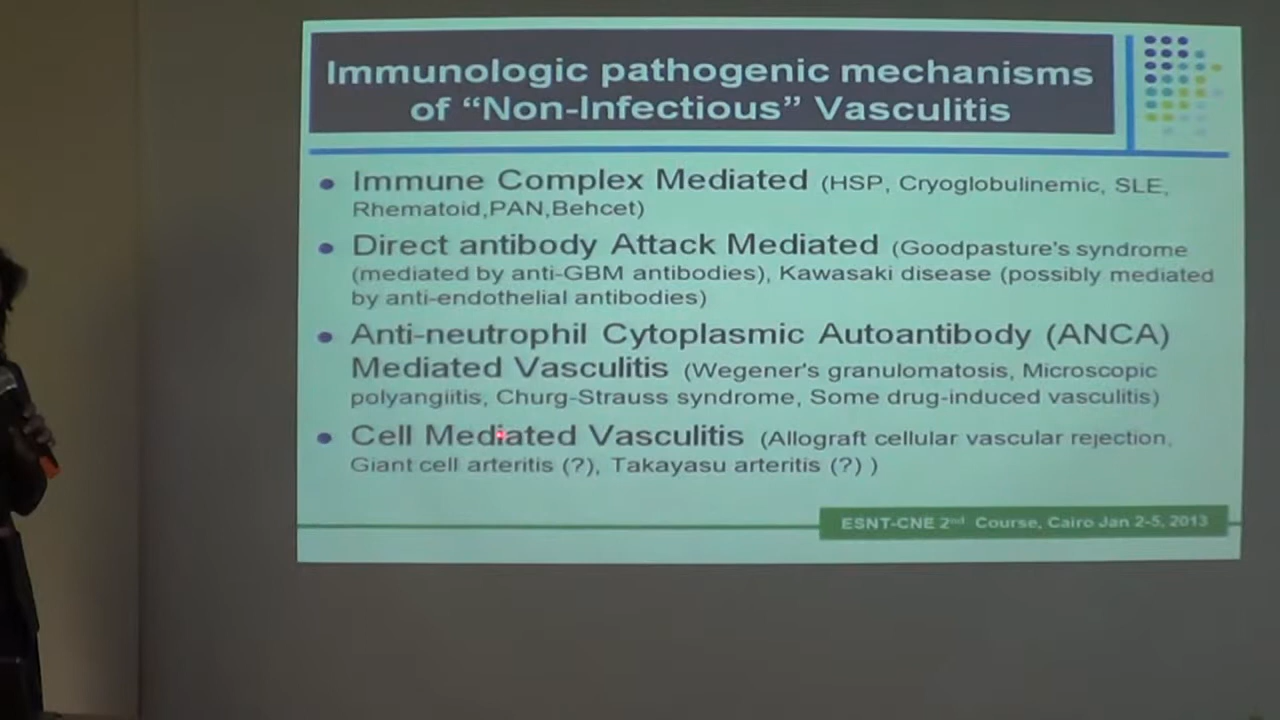 Immunologic pathogenic mechanisms
of “Non-Infectious” Vasculitis
Immune Complex Mediated (HSP, Cryoglobulinemic, SLE,
Rhematoid,PAN,Behcet)
Direct antibody Attack Mediated (Goodpasture's syndrome
(mediated by anti-GBM antibodies), Kawasaki disease (possibly mediated
by anti-endothelial antibodies)
Anti-neutrophil Cytoplasmic Autoantibody (ANCA)
Mediated Vasculitis (Wegener's granulomatosis, Microscopic
polyangiitis, Churg-Strauss syndrome, Some drug-induced vasculitis)
Cell Mediated Vasculitis (Allograft cellular vascular rejection,
Giant cell arteritis (?), Takayasu arteritis (?) )
ESNT-CNE 2nd Course, Cairo Jan 2-5, 2013